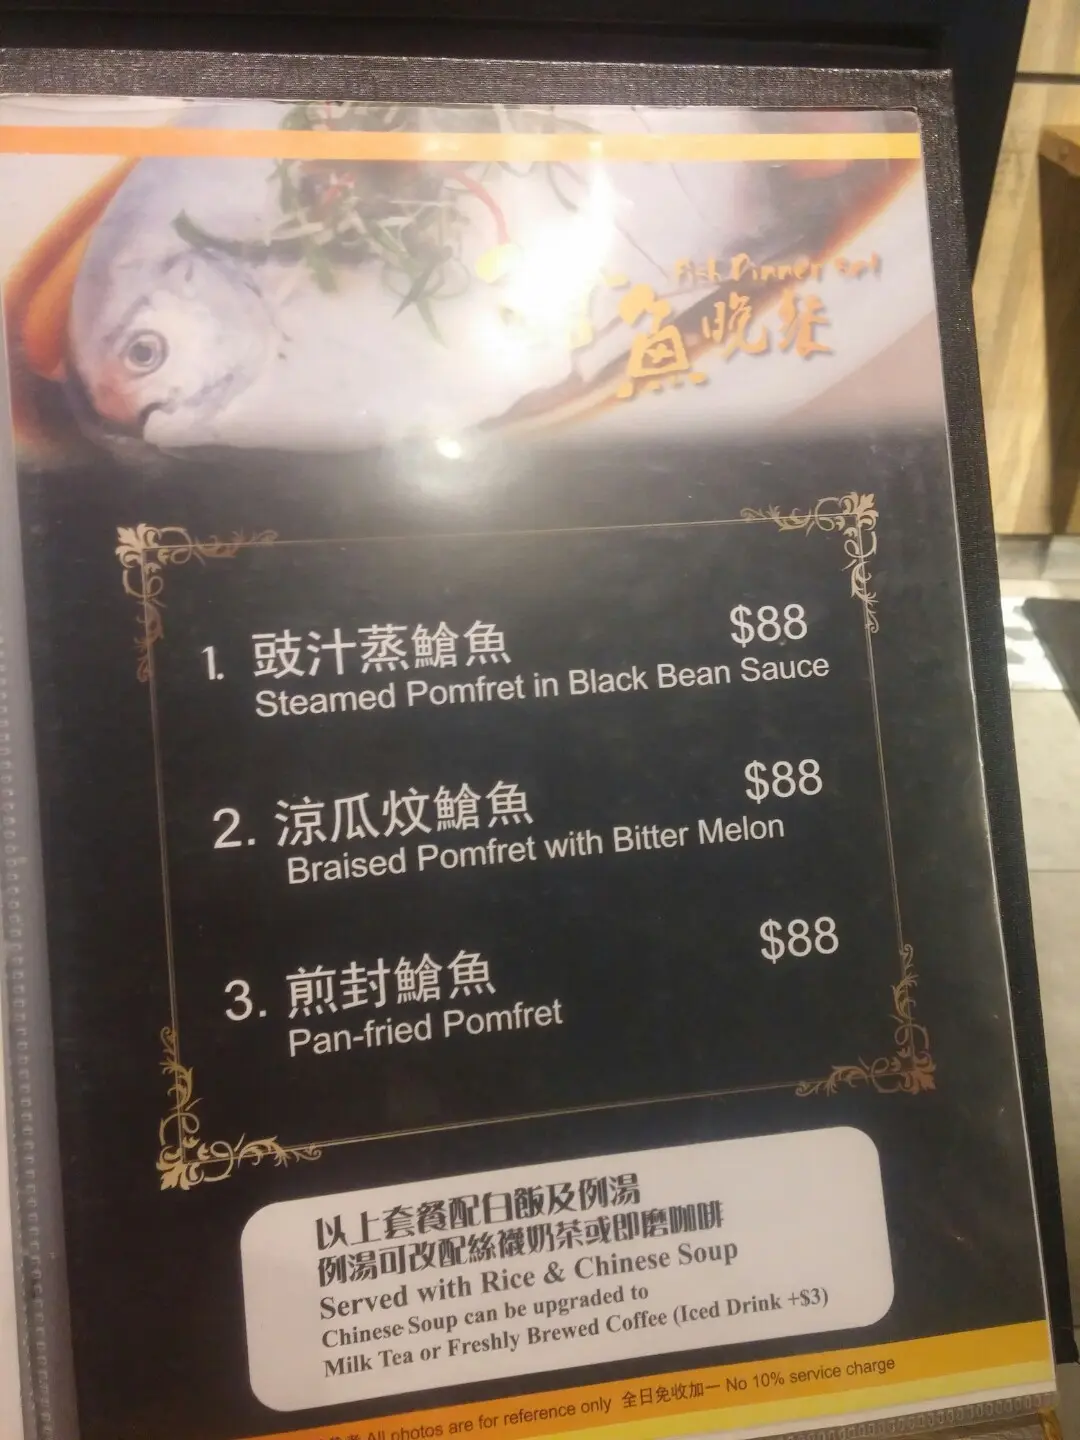 Fish Dinner Set
魚晚餐
1. 豉汁蒸鯧魚 $88
Steamed Pomfret in Black Bean Sauce
2. 涼瓜炆鯧魚 $88
Braised Pomfret with Bitter Melon
3. 煎封鯧魚 $88
Pan-fried Pomfret
以上套餐配白飯及例湯
例湯可改配絲襪奶茶或即磨咖啡
Served with Rice & Chinese Soup
Chinese Soup can be upgraded to
Milk Tea or Freshly Brewed Coffee (Iced Drink +$3)
All photos are for reference only 全日免收加一 No 10% service charge